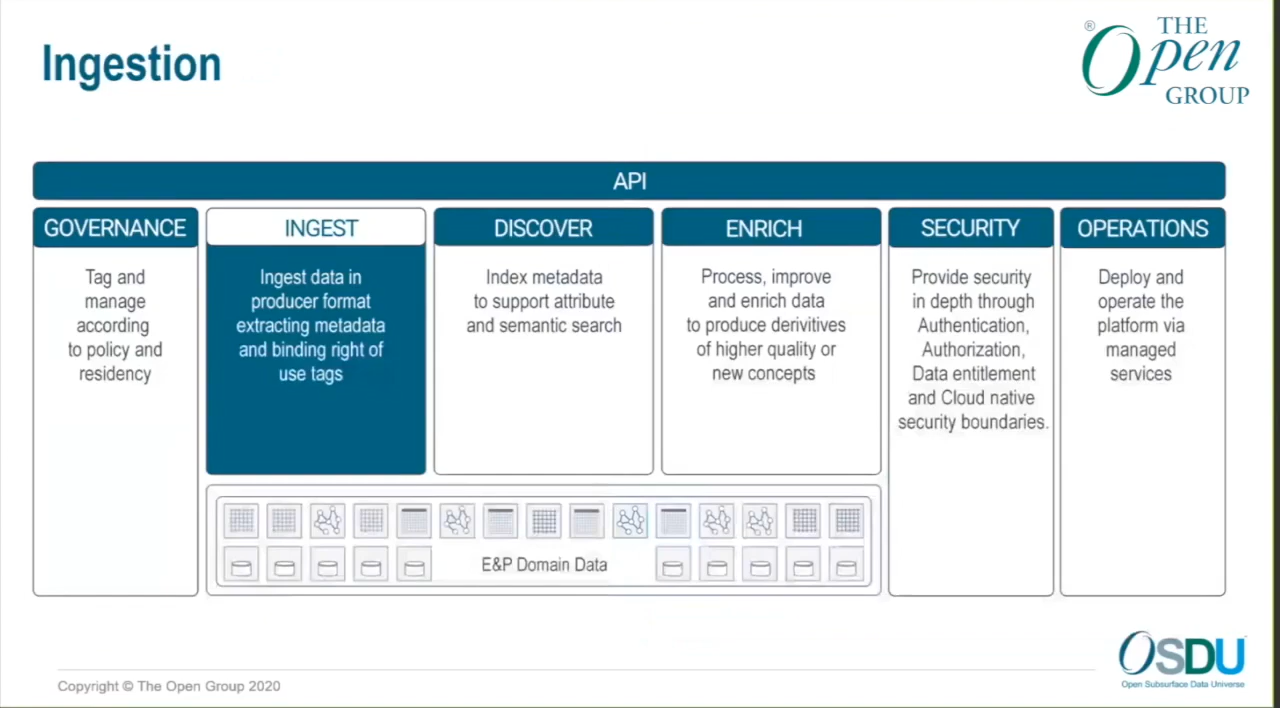 Ingestion
®
THE
Open
GROUP
API
GOVERNANCE
Tag and
manage
according
to policy and
residency
INGEST
Ingest data in
producer format
extracting metadata
and binding right of
use tags
DISCOVER
Index metadata
to support attribute
and semantic search
ENRICH
Process, improve
and enrich data
to produce derivitives
of higher quality or
new concepts
SECURITY
Provide security
in depth through
Authentication,
Authorization,
Data entitlement
and Cloud native
security boundaries.
OPERATIONS
Deploy and
operate the
platform via
managed
services
E&P Domain Data
Copyright © The Open Group 2020
OSDU
Open Subsurface Data Universe